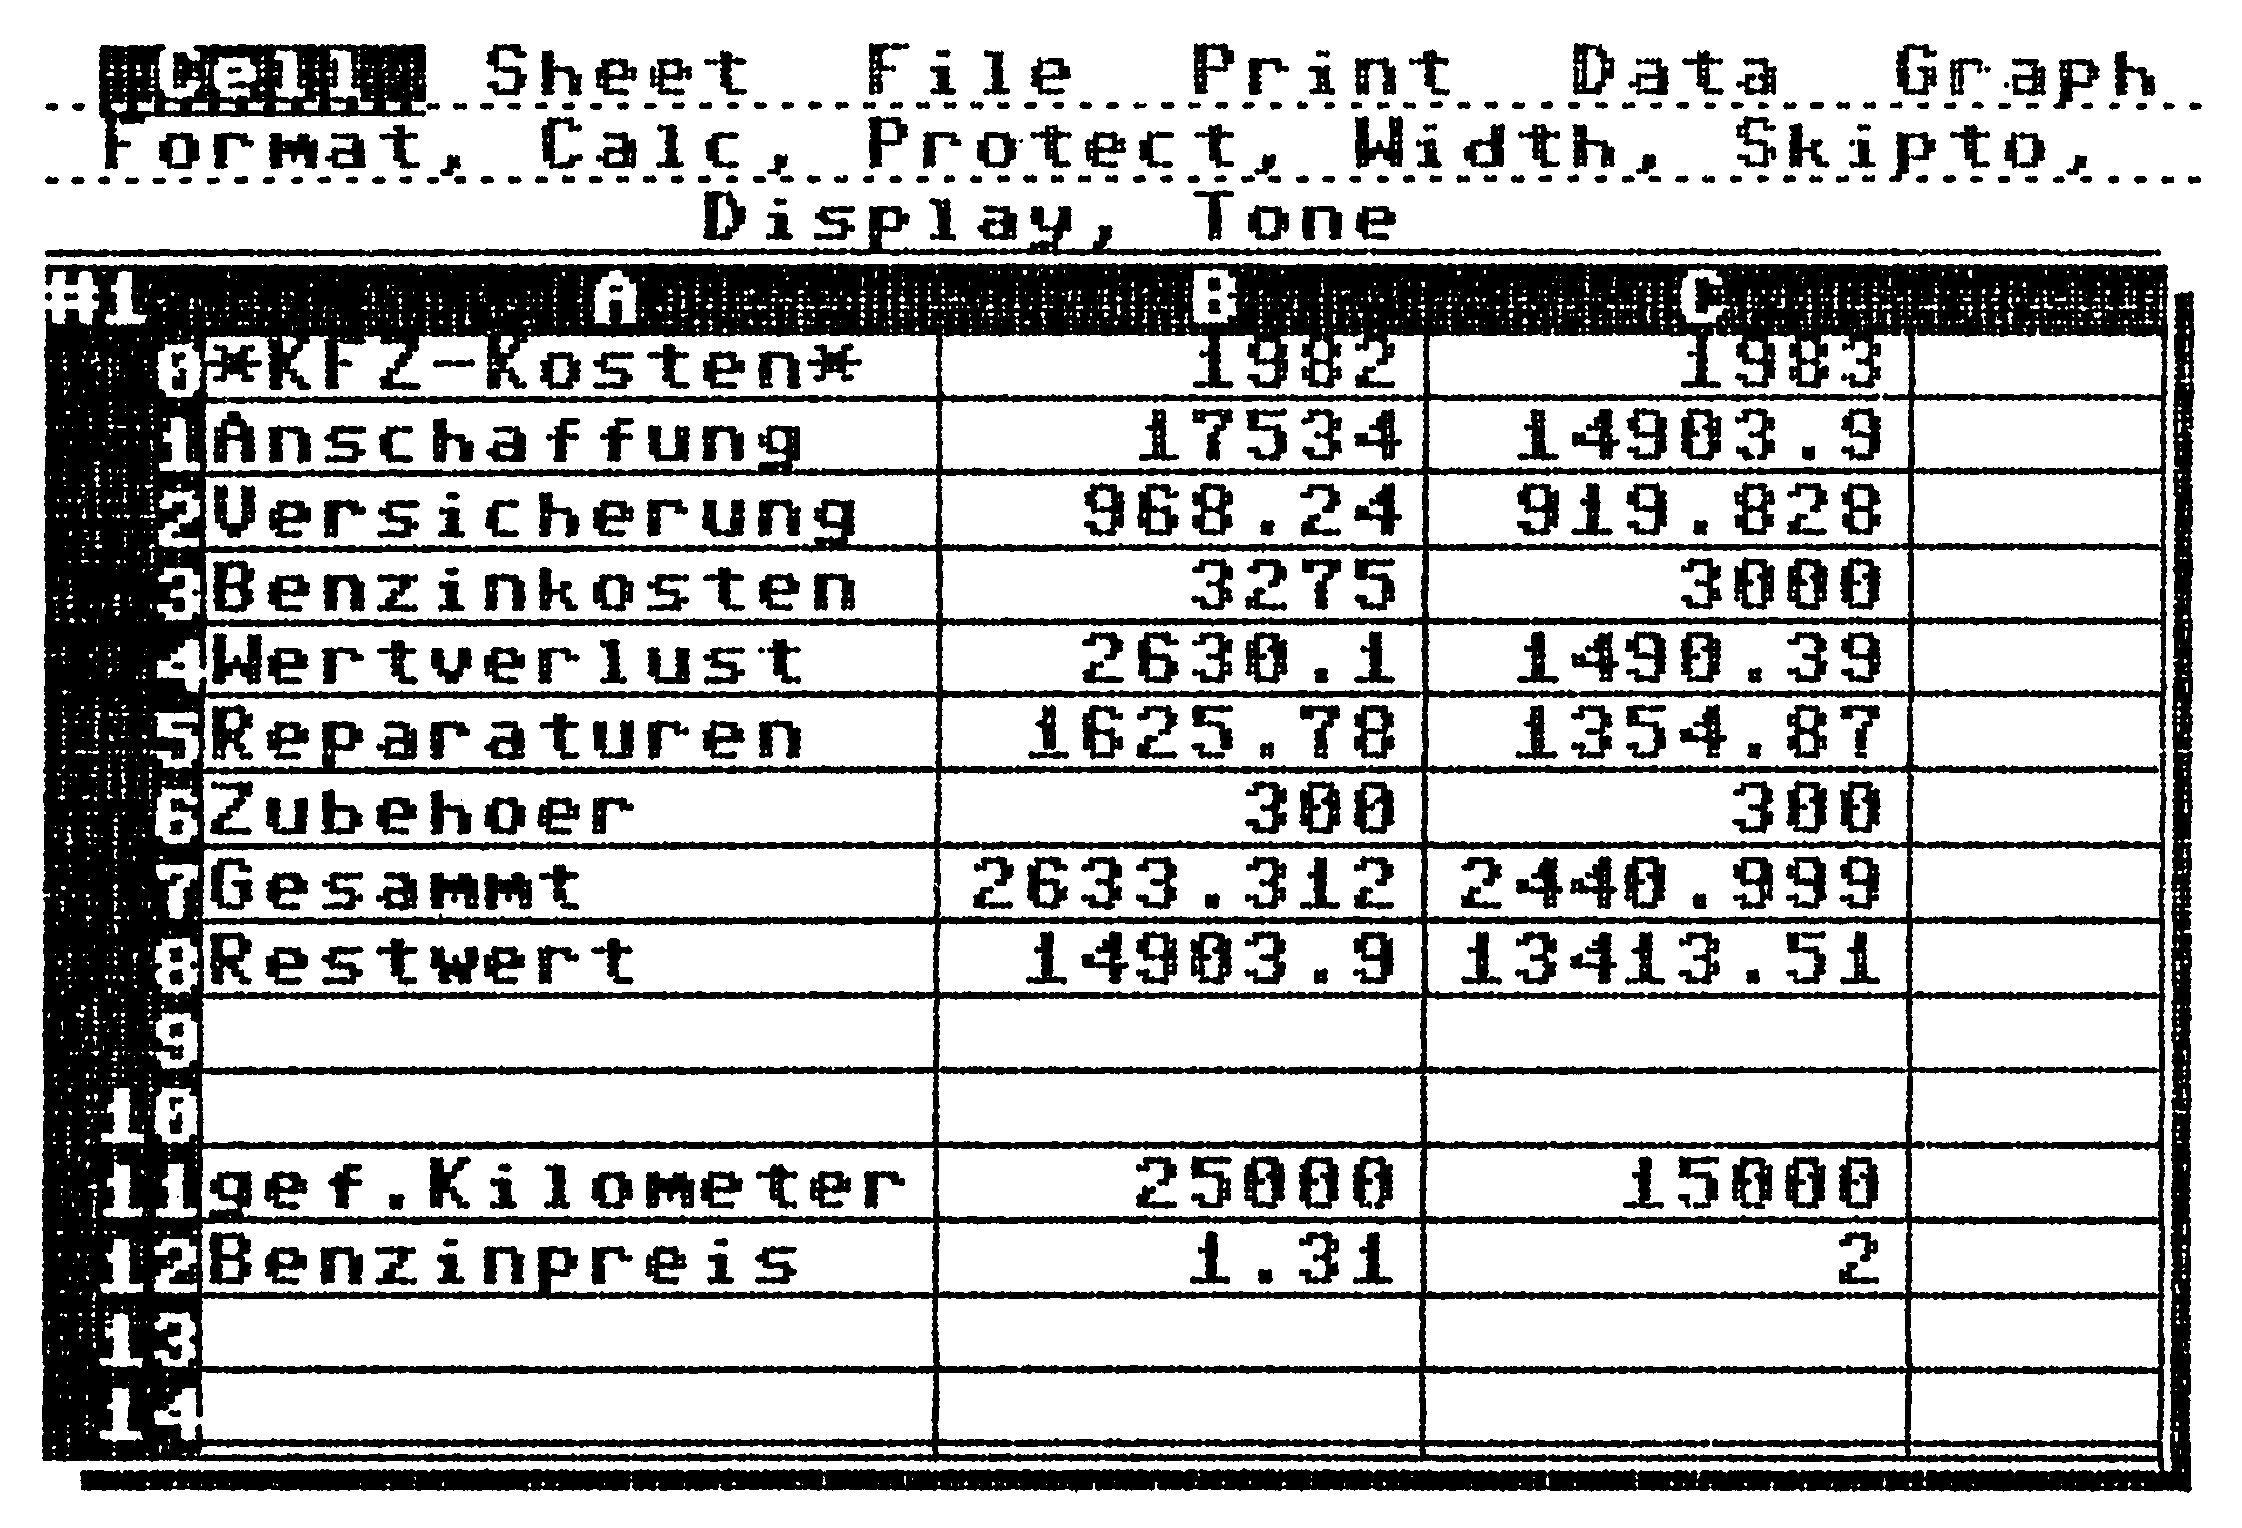 Cell Sheet File Print Data Graph
Format, Calc, Protect, Width, Skipto,
Display, Tone
A B C
0 *KFZ-Kosten* 1982 1983
1 Anschaffung 17534 14903.9
2 Versicherung 968.24 919.828
3 Benzinkosten 3275 3000
4 Wertverlust 2630.1 1490.39
5 Reparaturen 1625.78 1354.87
6 Zubehoer 300 300
7 Gesammt 2633.312 2440.999
8 Restwert 14903.9 13413.51
9
10
11 gef.Kilometer 25000 15000
12 Benzinpreis 1.31 2
13
14